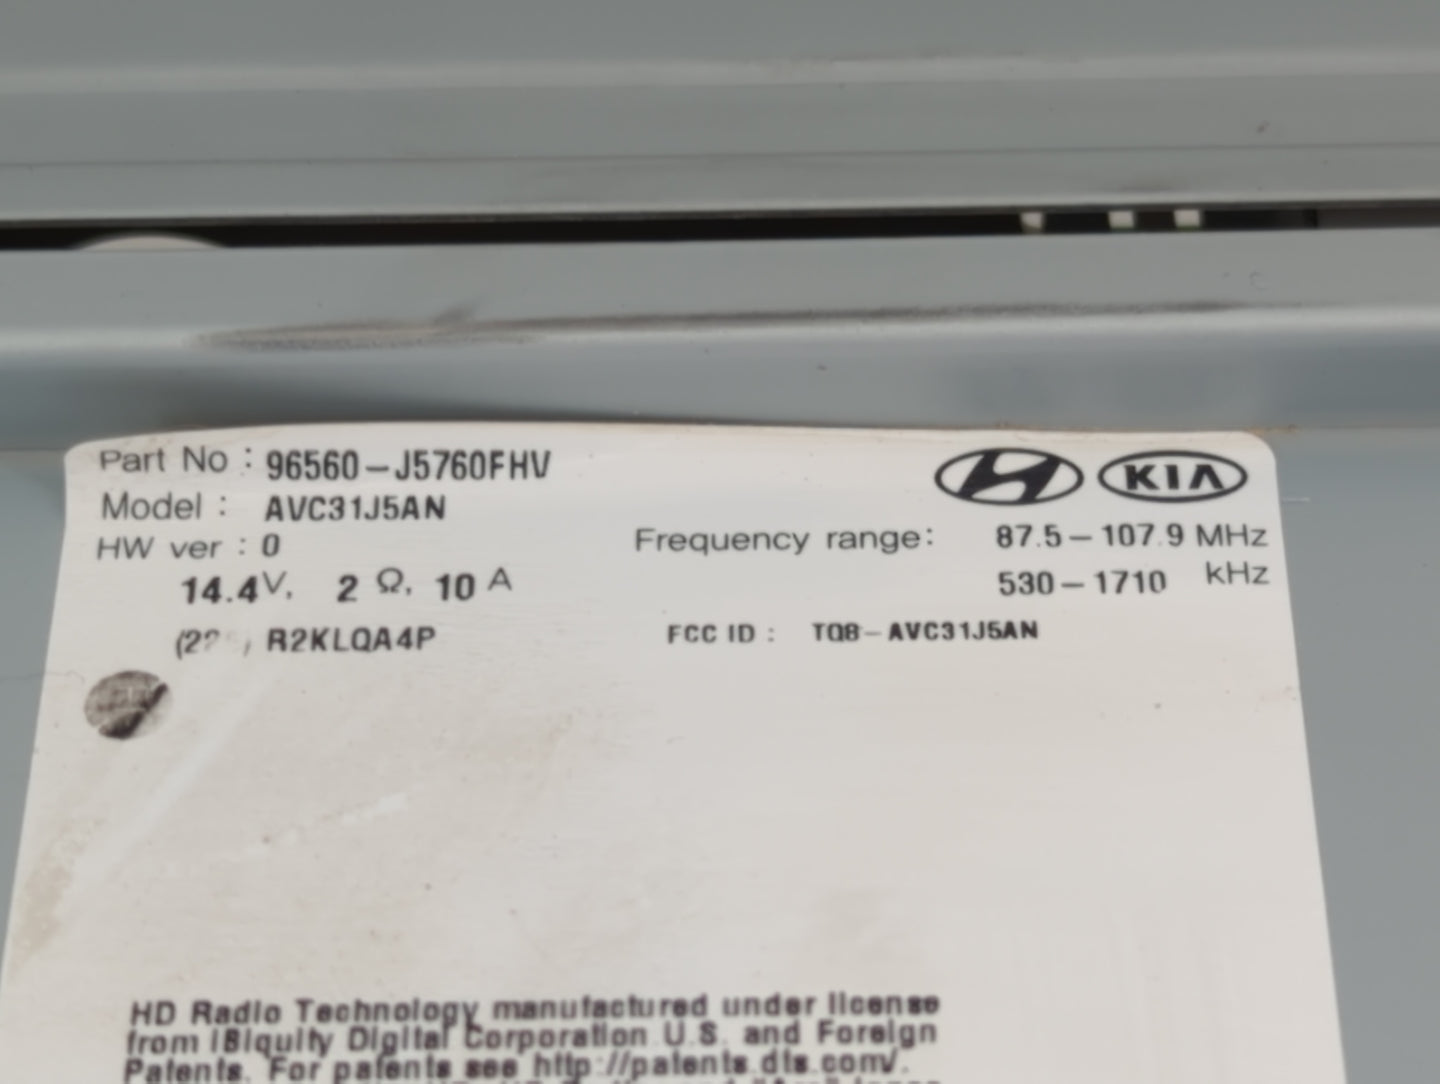 Part No : 96560-J5760FHV
KIA
Model : AVC31J5AN
HW ver : 0
Frequency range: 87.5-107.9 MHz
14.4V, 2 Ω, 10 A
530-1710 kHz
R2KLQA4P
FCC ID : TQ8-AVC31J5AN
HD Radio Technology manufactured under license
from iBiquity Digital Corporation U.S. and Foreign
Patents. For patents see http://patents.dts.com/.